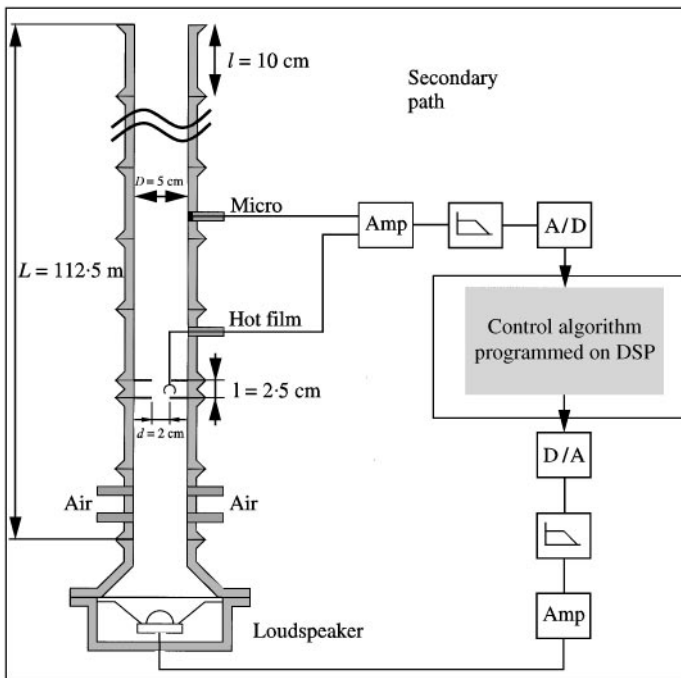 l = 10 cm
Secondary
path
D = 5 cm
Micro
Amp
A/D
L = 112·5 m
Hot film
Control algorithm
programmed on DSP
l = 2·5 cm
d = 2 cm
D/A
Air
Air
Loudspeaker
Amp